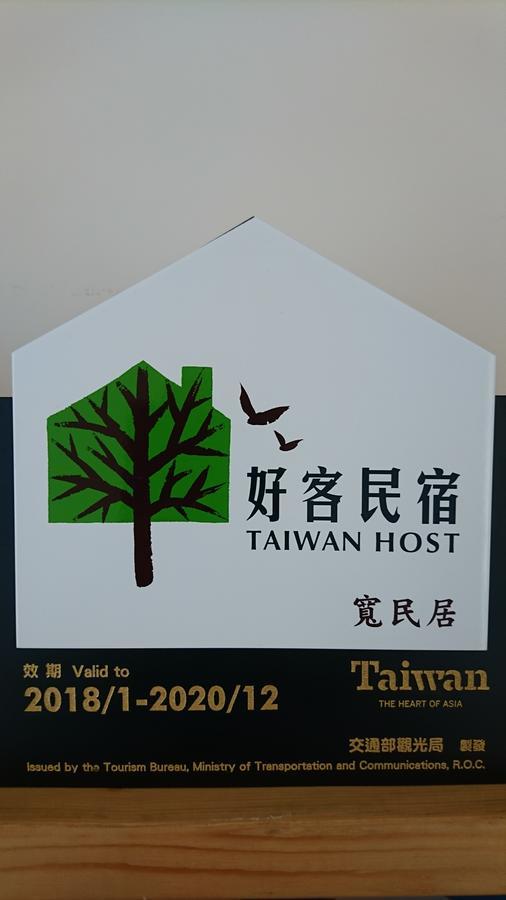 好客民宿
TAIWAN HOST
寬民居
效期 Valid to
2018/1-2020/12
Taiwan
THE HEART OF ASIA
交通部觀光局 製發
Issued by the Tourism Bureau, Ministry of Transportation and Communications, R.O.C.